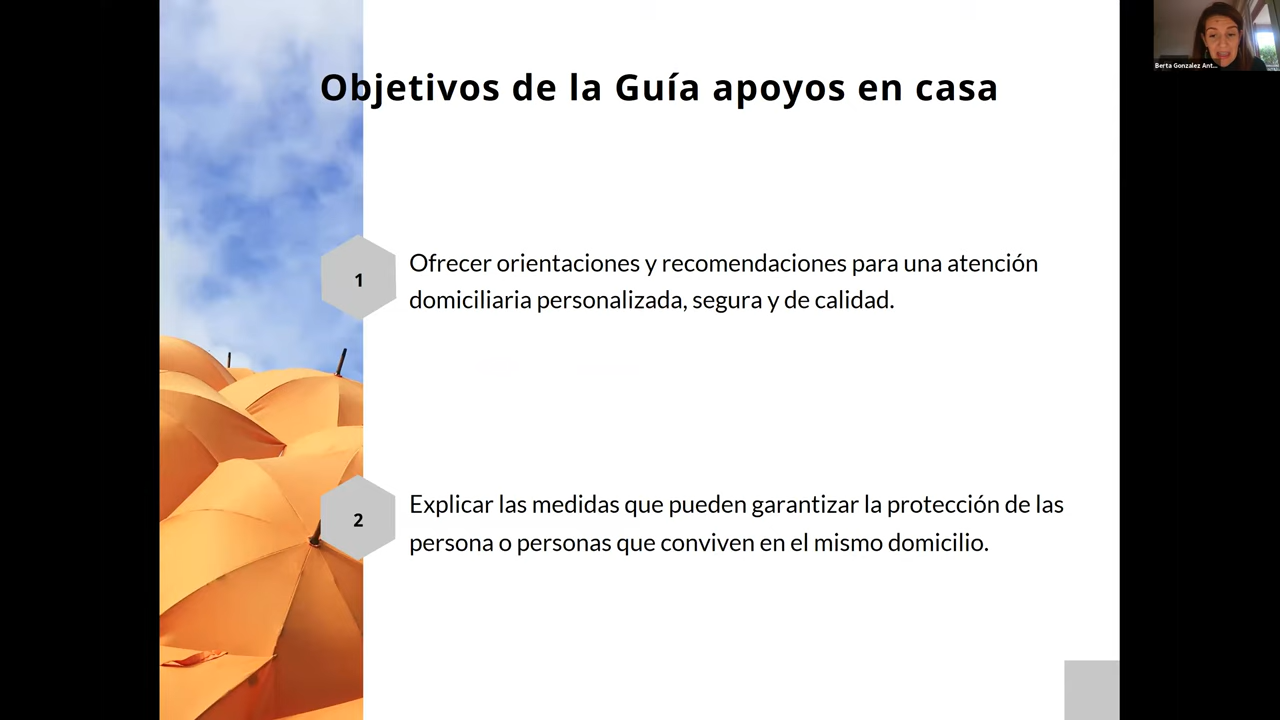 Berta Gonzalez Ant...
Objetivos de la Guía apoyos en casa
1
Ofrecer orientaciones y recomendaciones para una atención
domiciliaria personalizada, segura y de calidad.
2
Explicar las medidas que pueden garantizar la protección de las
persona o personas que conviven en el mismo domicilio.